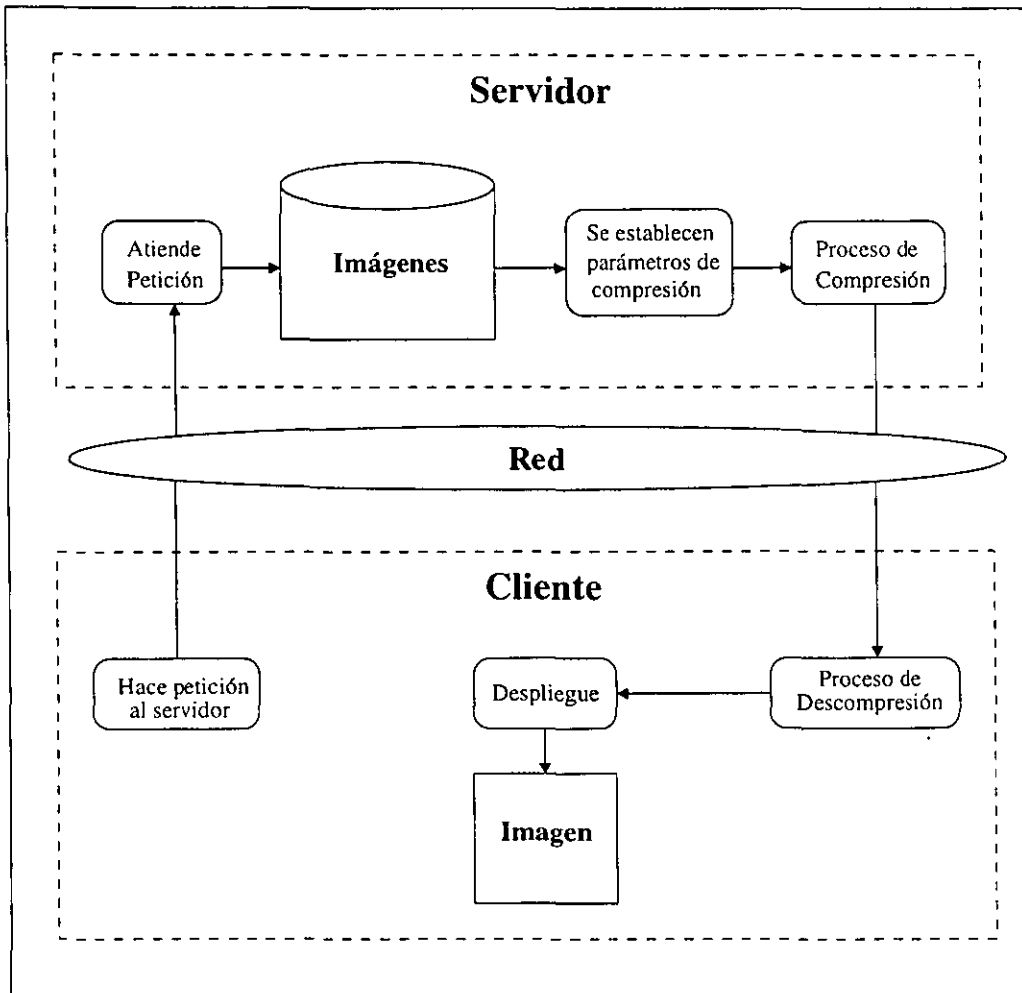 Servidor
Atiende
Petición
Imágenes
Se establecen
parámetros de
compresión
Proceso de
Compresión
Red
Cliente
Hace petición
al servidor
Despliegue
Proceso de
Descompresión
Imagen